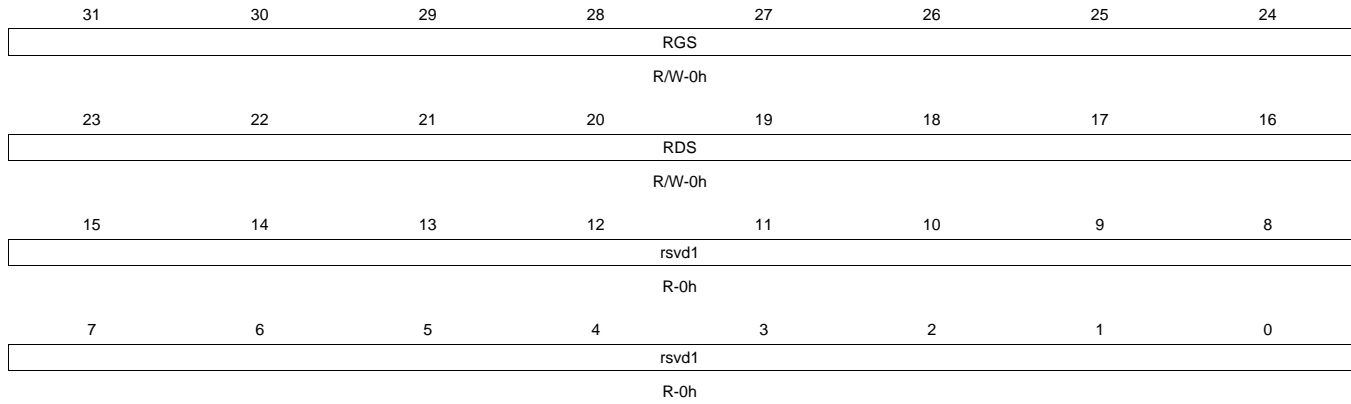 31 30 29 28 27 26 25 24
RGS
R/W-0h
23 22 21 20 19 18 17 16
RDS
R/W-0h
15 14 13 12 11 10 9 8
rsvd1
R-0h
7 6 5 4 3 2 1 0
rsvd1
R-0h